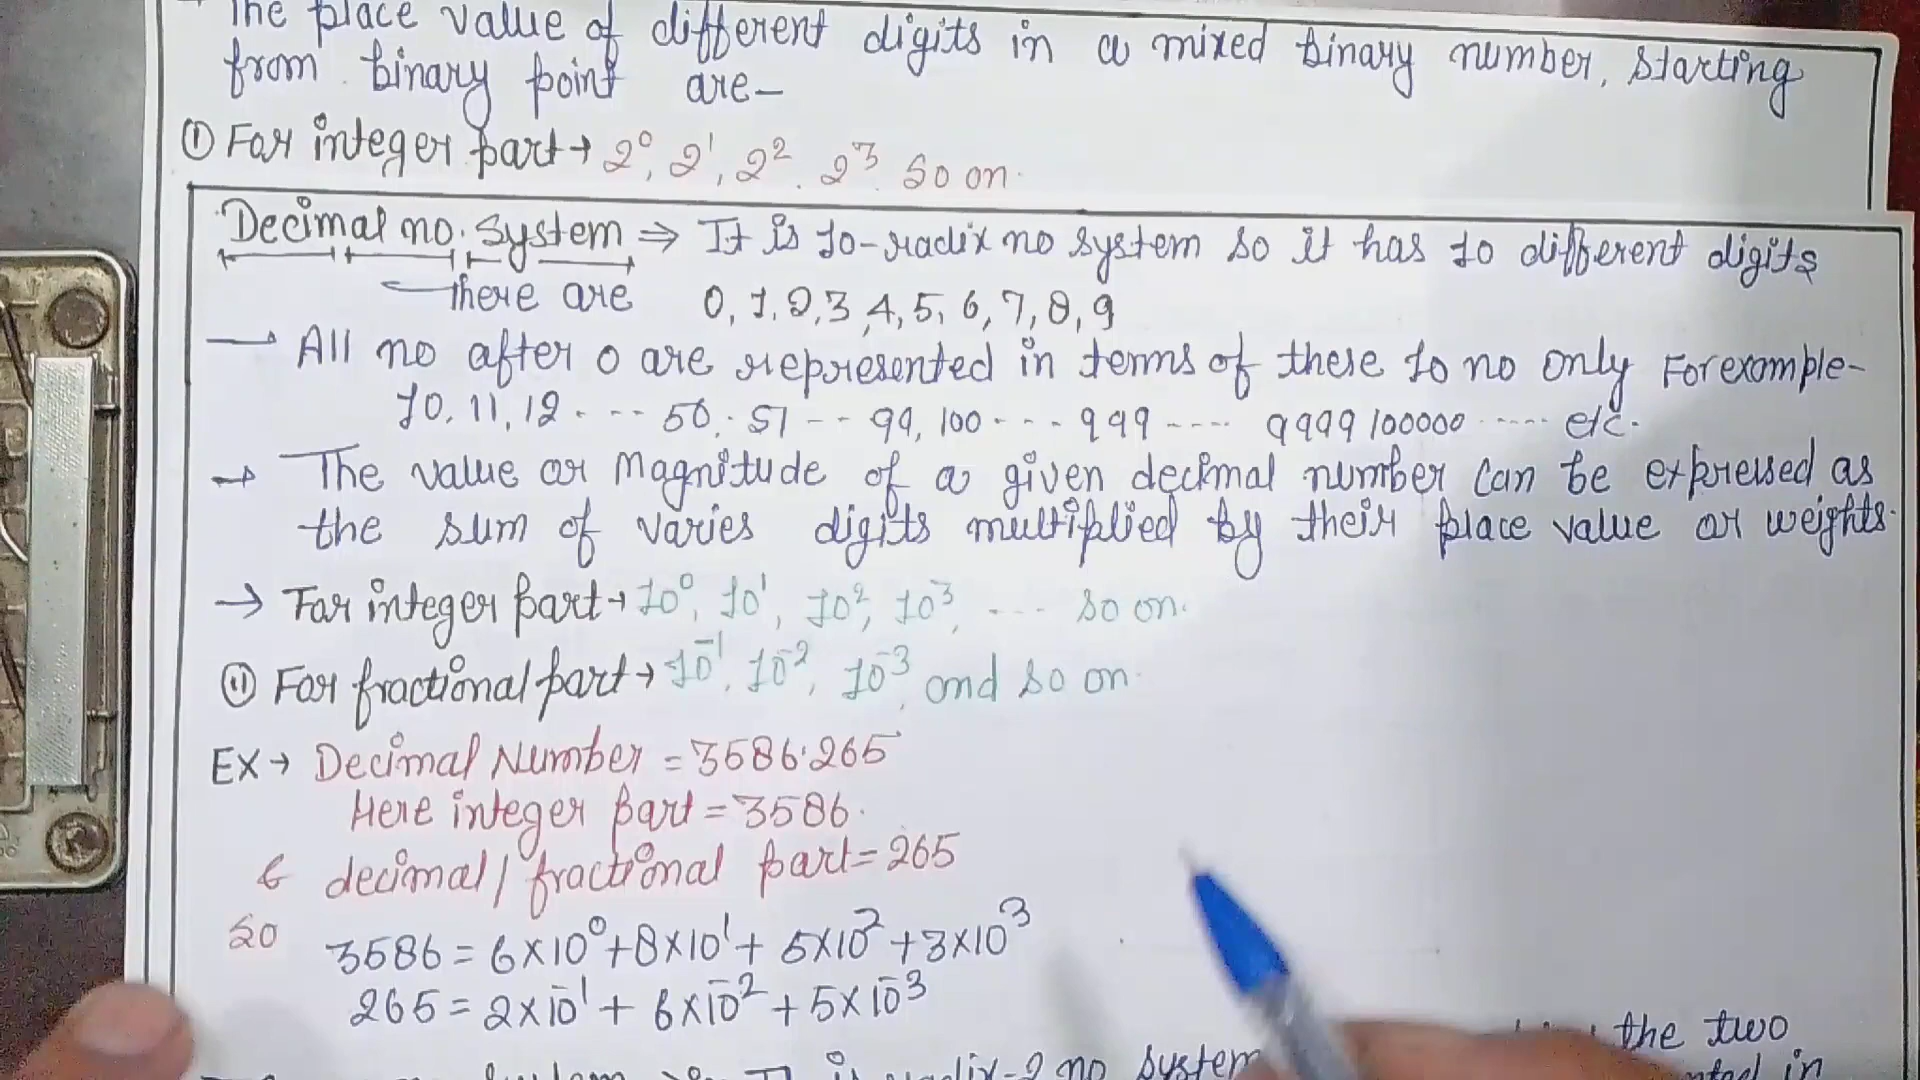 The place value of different digits in a mixed binary number, starting
from binary point are-
① For integer part → 2⁰, 2¹, 2², 2³ So on.
Decimal no. System ⇒ It is 10-radix no system so it has 10 different digits
there are 0, 1, 2, 3, 4, 5, 6, 7, 8, 9
→ All no after 0 are represented in terms of these 10 no only For example-
10, 11, 12 ---- 50, 51 -- 99, 100 --- 999 ---- 9999 100000 ----- etc.
→ The value or Magnitude of a given decimal number can be expressed as
the sum of varies digits multiplied by their place value or weights.
→ For integer part → 10⁰, 10¹, 10², 10³, ---- so on.
⑪ For fractional part → 10⁻¹, 10⁻², 10⁻³, and so on.
EX → Decimal Number = 3586.265
Here integer part = 3586.
& decimal / fractional part = 265
SO 3586 = 6×10⁰ + 8×10¹ + 5×10² + 3×10³
265 = 2×10⁻¹ + 6×10⁻² + 5×10⁻³
the two
System It is radix-2 no system in